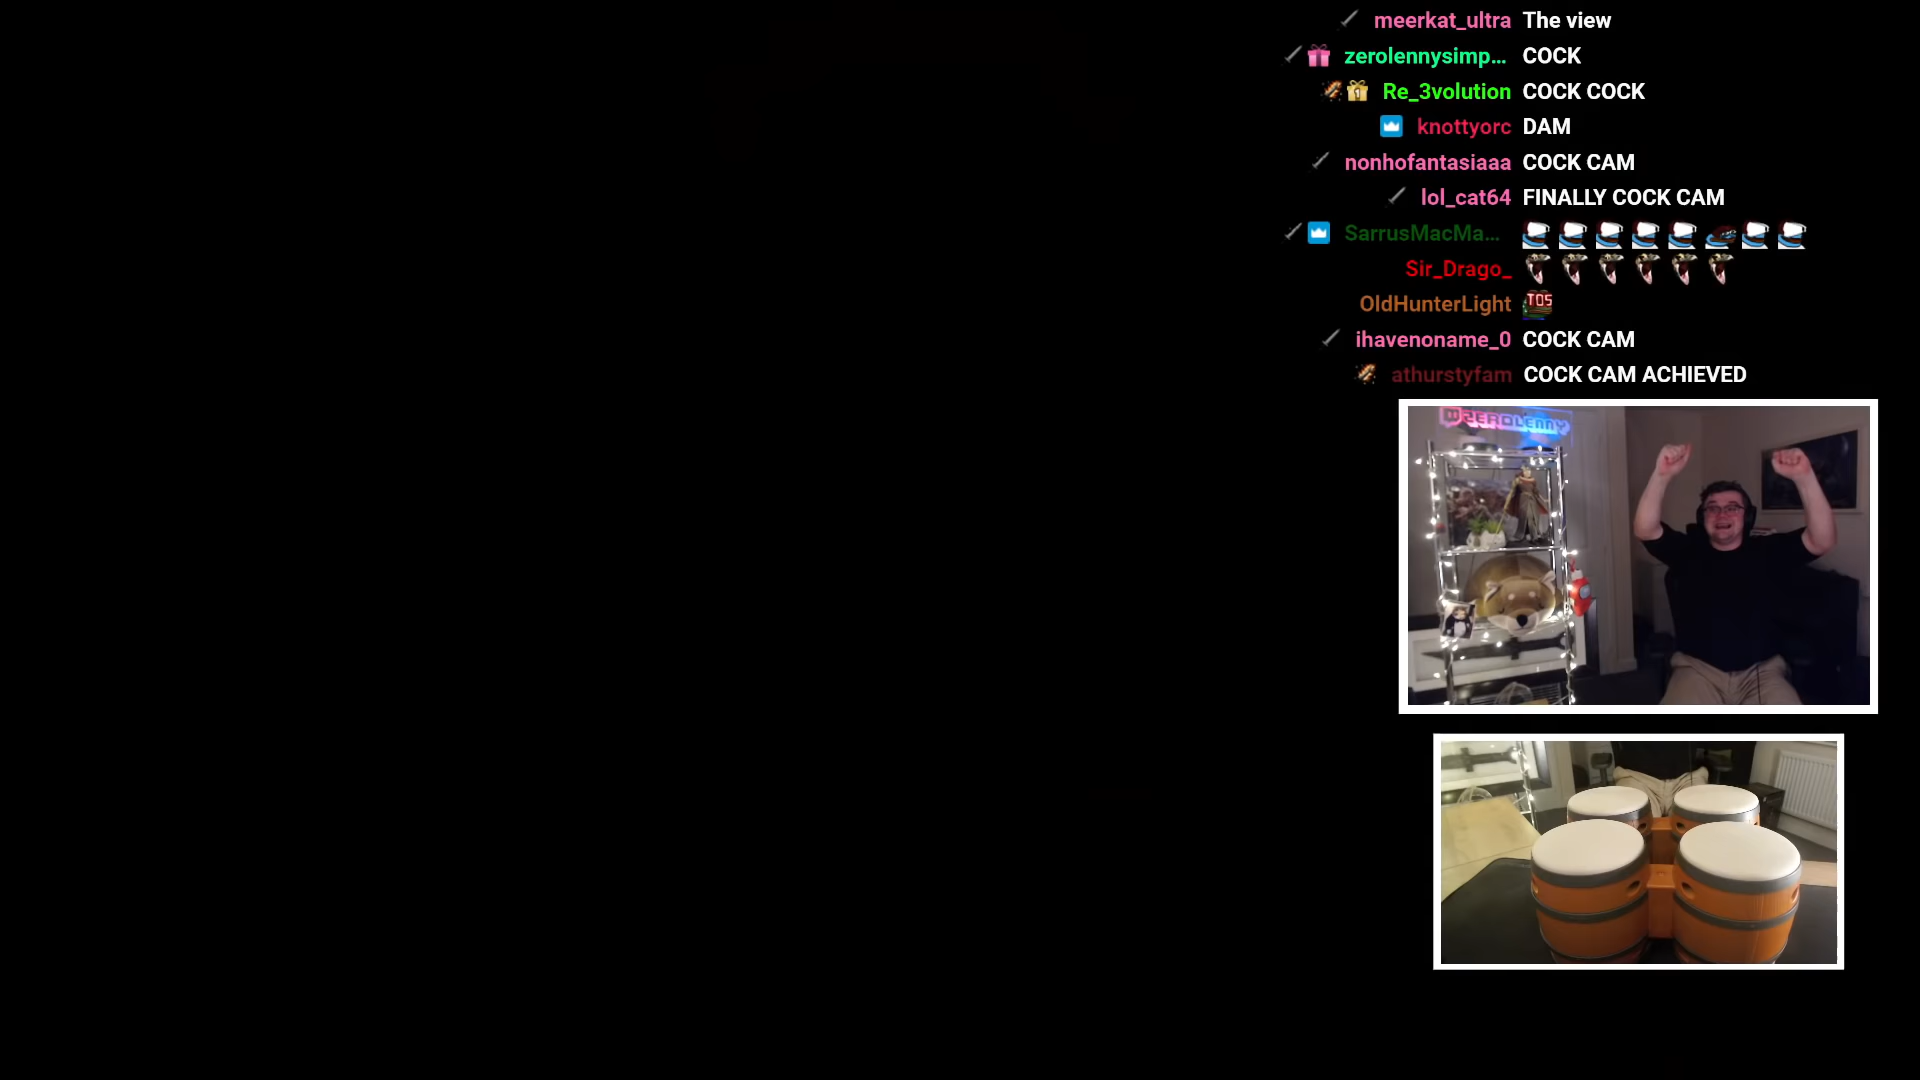 meerkat_ultra The view
zerolennysimp... COCK
Re_3volution COCK COCK
knottyorc DAM
nonhofantasiaaa COCK CAM
lol_cat64 FINALLY COCK CAM
SarrusMacMa...
Sir_Drago_
OldHunterLight TOS
ihavenoname_0 COCK CAM
athurstyfam COCK CAM ACHIEVED
ZEROLENNY